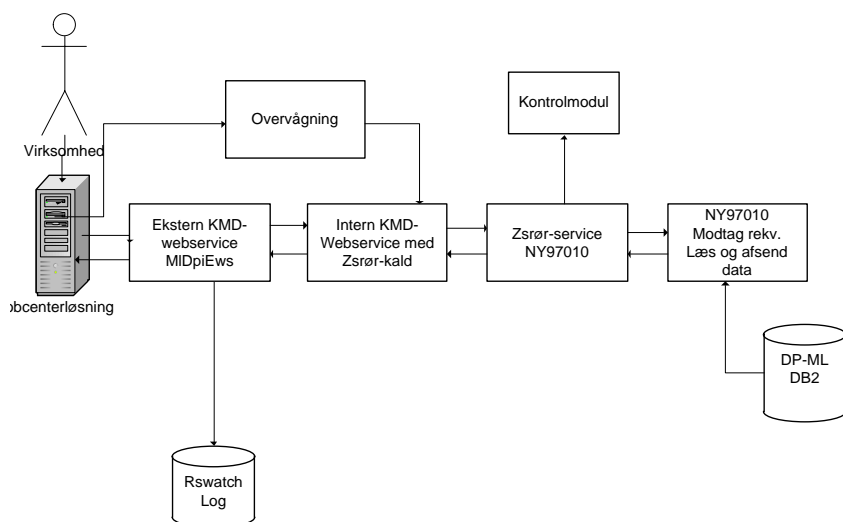 Virksomhed
Overvågning
Kontrolmodul
Ekstern KMD-
webservice
MlDpiEws
Intern KMD-
Webservice med
Zsrør-kald
Zsrør-service
NY97010
NY97010
Modtag rekv.
Læs og afsend
data
obcenterløsning
DP-ML
DB2
Rswatch
Log